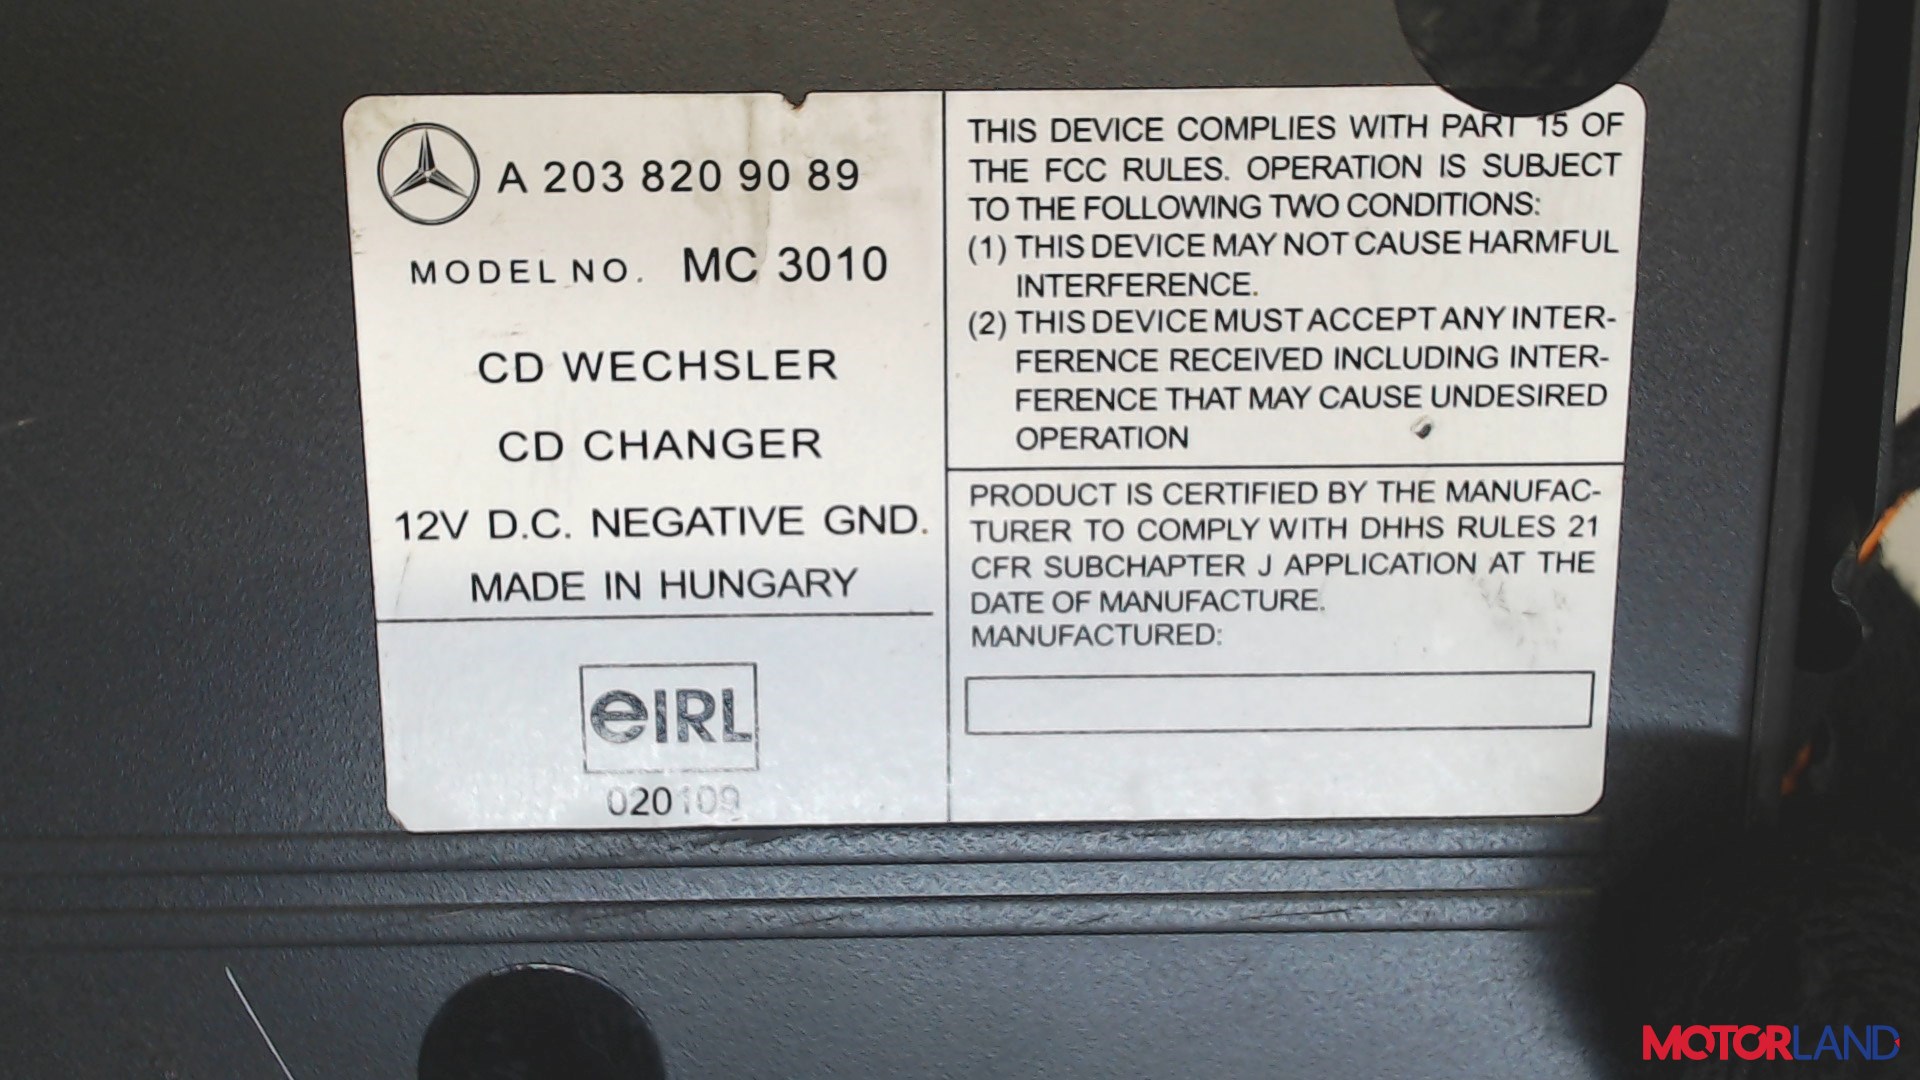 A 203 820 90 89
MODEL NO. MC 3010
CD WECHSLER
CD CHANGER
12V D.C. NEGATIVE GND.
MADE IN HUNGARY
eIRL
020109
THIS DEVICE COMPLIES WITH PART 15 OF
THE FCC RULES. OPERATION IS SUBJECT
TO THE FOLLOWING TWO CONDITIONS:
(1) THIS DEVICE MAY NOT CAUSE HARMFUL
INTERFERENCE.
(2) THIS DEVICE MUST ACCEPT ANY INTER-
FERENCE RECEIVED INCLUDING INTER-
FERENCE THAT MAY CAUSE UNDESIRED
OPERATION
PRODUCT IS CERTIFIED BY THE MANUFAC-
TURER TO COMPLY WITH DHHS RULES 21
CFR SUBCHAPTER J APPLICATION AT THE
DATE OF MANUFACTURE.
MANUFACTURED:
MOTORLAND